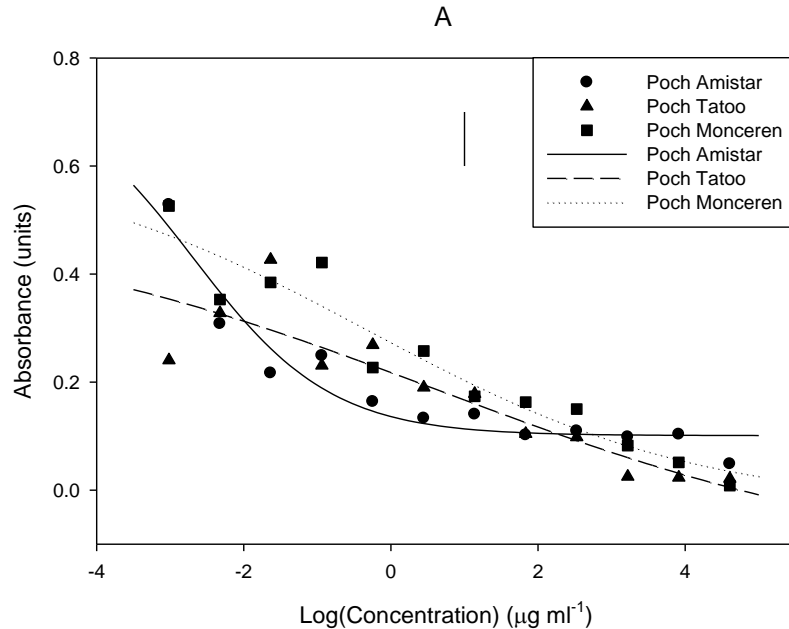 A
0.8
0.6
0.4
0.2
0.0
Absorbance (units)
Poch Amistar
Poch Tatoo
Poch Monceren
Poch Amistar
Poch Tatoo
Poch Monceren
-4 -2 0 2 4
Log(Concentration) (μg ml⁻¹)